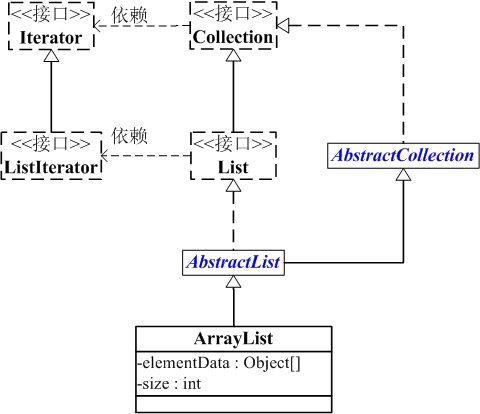 <<接口>>
Iterator
依赖
<<接口>>
Collection
<<接口>>
ListIterator
依赖
<<接口>>
List
AbstractCollection
AbstractList
ArrayList
-elementData : Object[]
-size : int